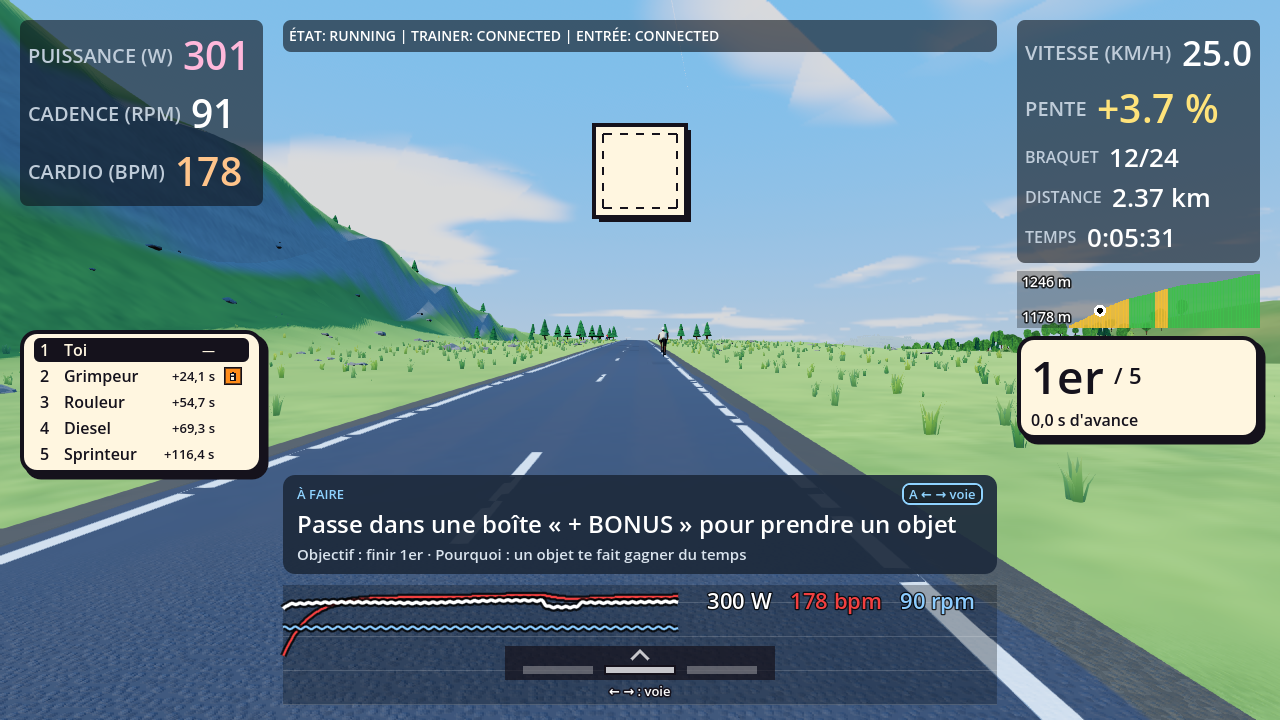 PUISSANCE (W) 301
CADENCE (RPM) 91
CARDIO (BPM) 178
ÉTAT: RUNNING | TRAINER: CONNECTED | ENTRÉE: CONNECTED
VITESSE (KM/H) 25.0
PENTE +3.7 %
BRAQUET 12/24
DISTANCE 2.37 km
TEMPS 0:05:31
1246 m
1178 m
1 Toi —
2 Grimpeur +24,1 s
3 Rouleur +54,7 s
4 Diesel +69,3 s
5 Sprinteur +116,4 s
1er / 5
0,0 s d'avance
À FAIRE
A ← → voie
Passe dans une boîte « + BONUS » pour prendre un objet
Objectif : finir 1er · Pourquoi : un objet te fait gagner du temps
300 W 178 bpm 90 rpm
← → : voie